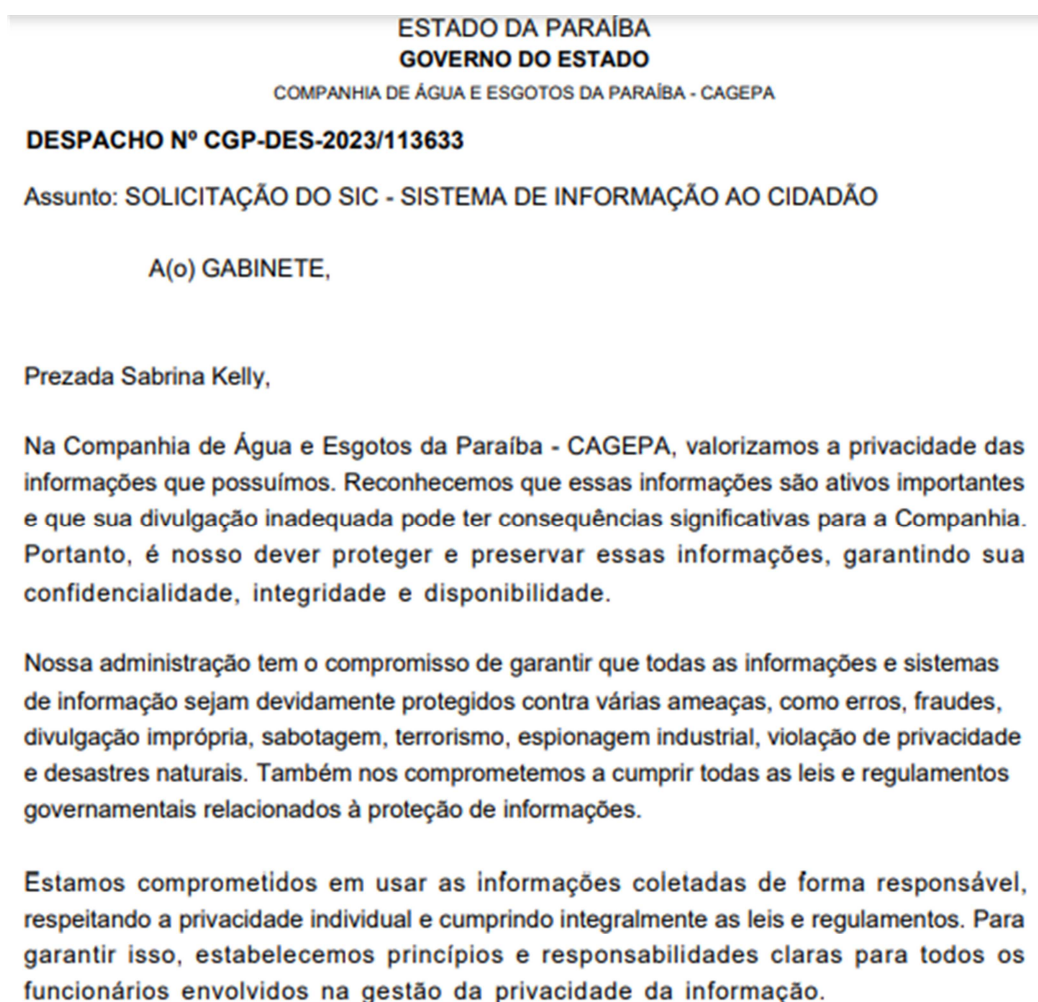 ESTADO DA PARAÍBA
GOVERNO DO ESTADO
COMPANHIA DE ÁGUA E ESGOTOS DA PARAÍBA - CAGEPA
DESPACHO Nº CGP-DES-2023/113633
Assunto: SOLICITAÇÃO DO SIC - SISTEMA DE INFORMAÇÃO AO CIDADÃO
A(o) GABINETE,
Prezada Sabrina Kelly,
Na Companhia de Água e Esgotos da Paraíba - CAGEPA, valorizamos a privacidade das
informações que possuímos. Reconhecemos que essas informações são ativos importantes
e que sua divulgação inadequada pode ter consequências significativas para a Companhia.
Portanto, é nosso dever proteger e preservar essas informações, garantindo sua
confidencialidade, integridade e disponibilidade.
Nossa administração tem o compromisso de garantir que todas as informações e sistemas
de informação sejam devidamente protegidos contra várias ameaças, como erros, fraudes,
divulgação imprópria, sabotagem, terrorismo, espionagem industrial, violação de privacidade
e desastres naturais. Também nos comprometemos a cumprir todas as leis e regulamentos
governamentais relacionados à proteção de informações.
Estamos comprometidos em usar as informações coletadas de forma responsável,
respeitando a privacidade individual e cumprindo integralmente as leis e regulamentos. Para
garantir isso, estabelecemos princípios e responsabilidades claras para todos os
funcionários envolvidos na gestão da privacidade da informação.